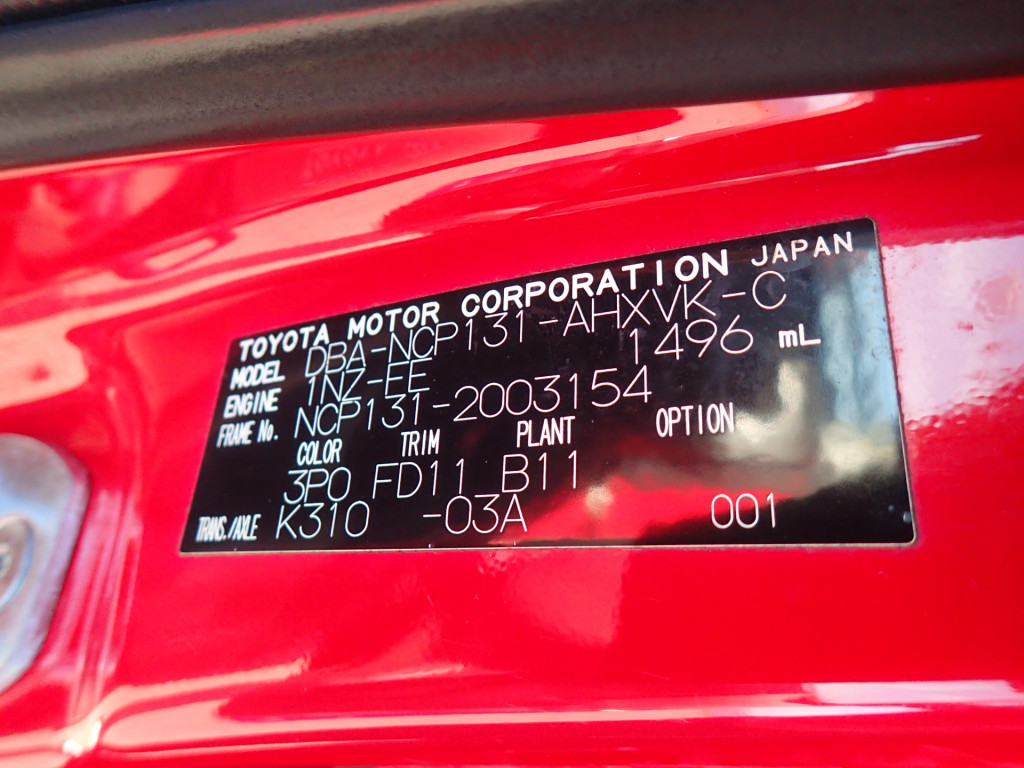 TOYOTA MOTOR CORPORATION JAPAN
MODEL DBA-NCP131-AHXVK-C
ENGINE 1NZ-FE 1496 mL
FRAME No. NCP131-2003154
COLOR TRIM PLANT OPTION
3P0 FD11 B11
TRANS./AXLE K310 -03A 001